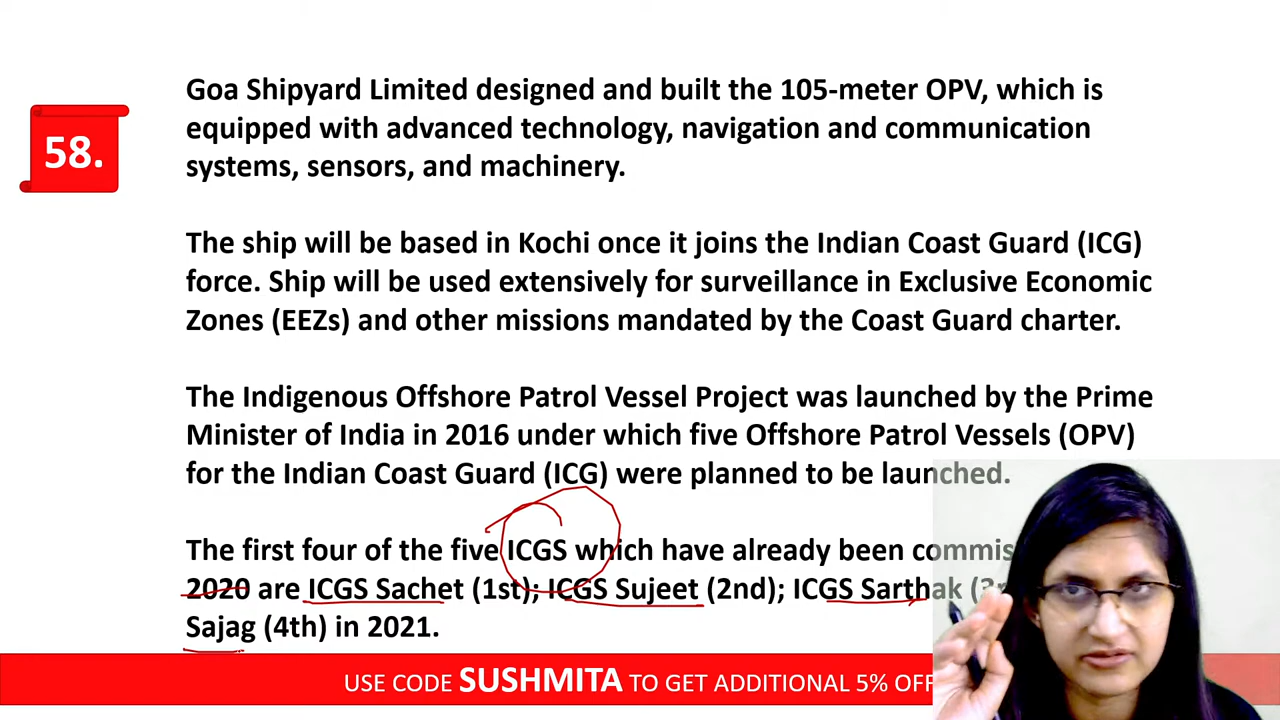 58.
Goa Shipyard Limited designed and built the 105-meter OPV, which is
equipped with advanced technology, navigation and communication
systems, sensors, and machinery.
The ship will be based in Kochi once it joins the Indian Coast Guard (ICG)
force. Ship will be used extensively for surveillance in Exclusive Economic
Zones (EEZs) and other missions mandated by the Coast Guard charter.
The Indigenous Offshore Patrol Vessel Project was launched by the Prime
Minister of India in 2016 under which five Offshore Patrol Vessels (OPV)
for the Indian Coast Guard (ICG) were planned to be launched.
The first four of the five ICGS which have already been
2020 are ICGS Sachet (1st); ICGS Sujeet (2nd); ICGS Sarthak
Sajag (4th) in 2021.
USE CODE SUSHMITA TO GET ADDITIONAL 5% OFF